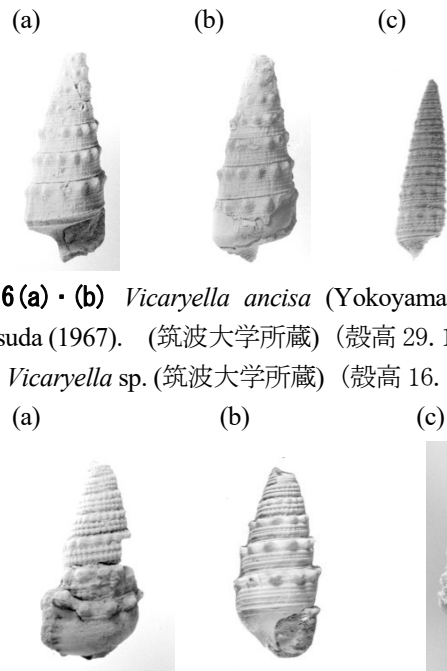 (a) (b) (c)
6(a)・(b) Vicaryella ancisa (Yokoyama
suda (1967). (筑波大学所蔵) (殻高 29. 1
Vicaryella sp. (筑波大学所蔵) (殻高 16.
(a) (b) (c)